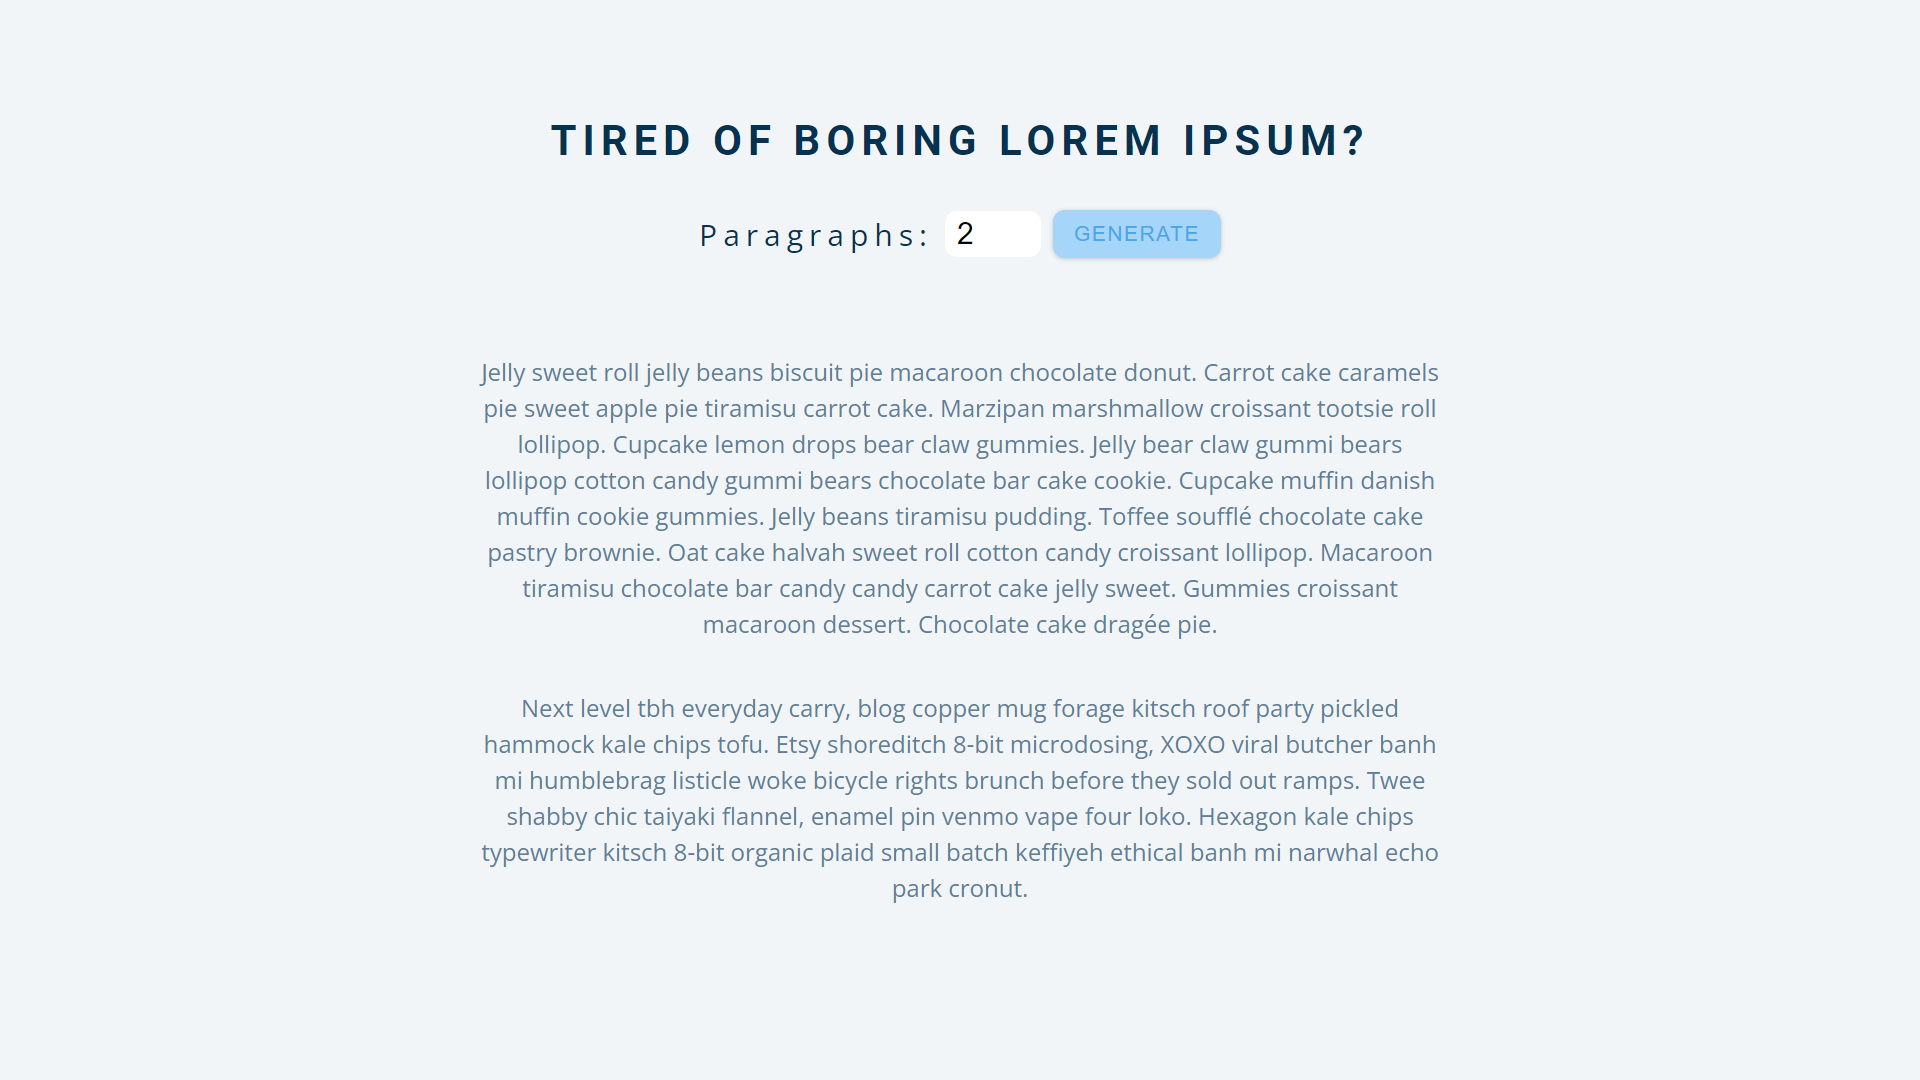 TIRED OF BORING LOREM IPSUM?
Paragraphs: 2 GENERATE
Jelly sweet roll jelly beans biscuit pie macaroon chocolate donut. Carrot cake caramels
pie sweet apple pie tiramisu carrot cake. Marzipan marshmallow croissant tootsie roll
lollipop. Cupcake lemon drops bear claw gummies. Jelly bear claw gummi bears
lollipop cotton candy gummi bears chocolate bar cake cookie. Cupcake muffin danish
muffin cookie gummies. Jelly beans tiramisu pudding. Toffee soufflé chocolate cake
pastry brownie. Oat cake halvah sweet roll cotton candy croissant lollipop. Macaroon
tiramisu chocolate bar candy candy carrot cake jelly sweet. Gummies croissant
macaroon dessert. Chocolate cake dragée pie.
Next level tbh everyday carry, blog copper mug forage kitsch roof party pickled
hammock kale chips tofu. Etsy shoreditch 8-bit microdosing, XOXO viral butcher banh
mi humblebrag listicle woke bicycle rights brunch before they sold out ramps. Twee
shabby chic taiyaki flannel, enamel pin venmo vape four loko. Hexagon kale chips
typewriter kitsch 8-bit organic plaid small batch keffiyeh ethical banh mi narwhal echo
park cronut.